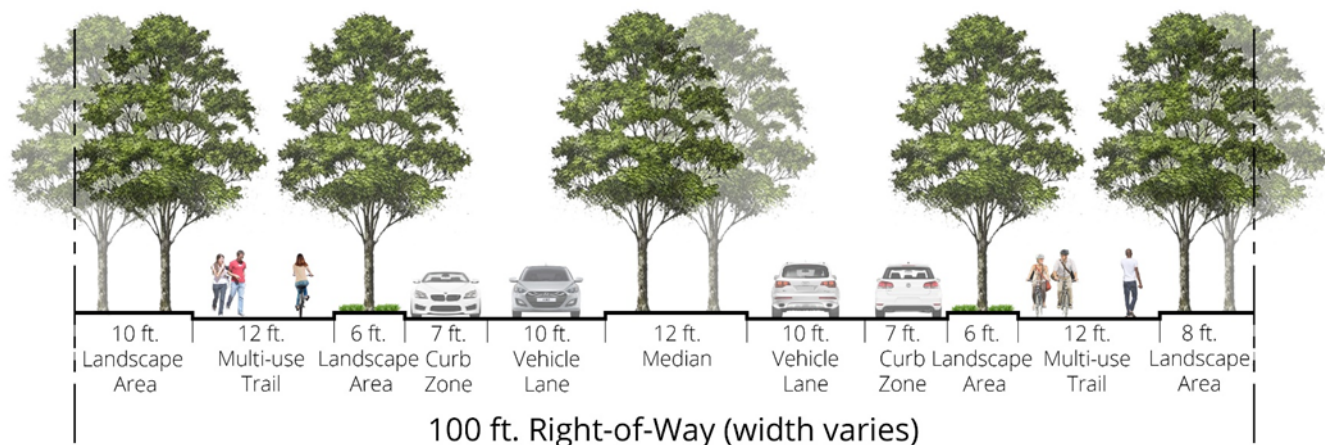 10 ft.
Landscape
Area
12 ft.
Multi-use
Trail
6 ft.
Landscape
Area
7 ft.
Curb
Zone
10 ft.
Vehicle
Lane
12 ft.
Median
10 ft.
Vehicle
Lane
7 ft.
Curb
Zone
6 ft.
Landscape
Area
12 ft.
Multi-use
Trail
8 ft.
Landscape
Area
100 ft. Right-of-Way (width varies)